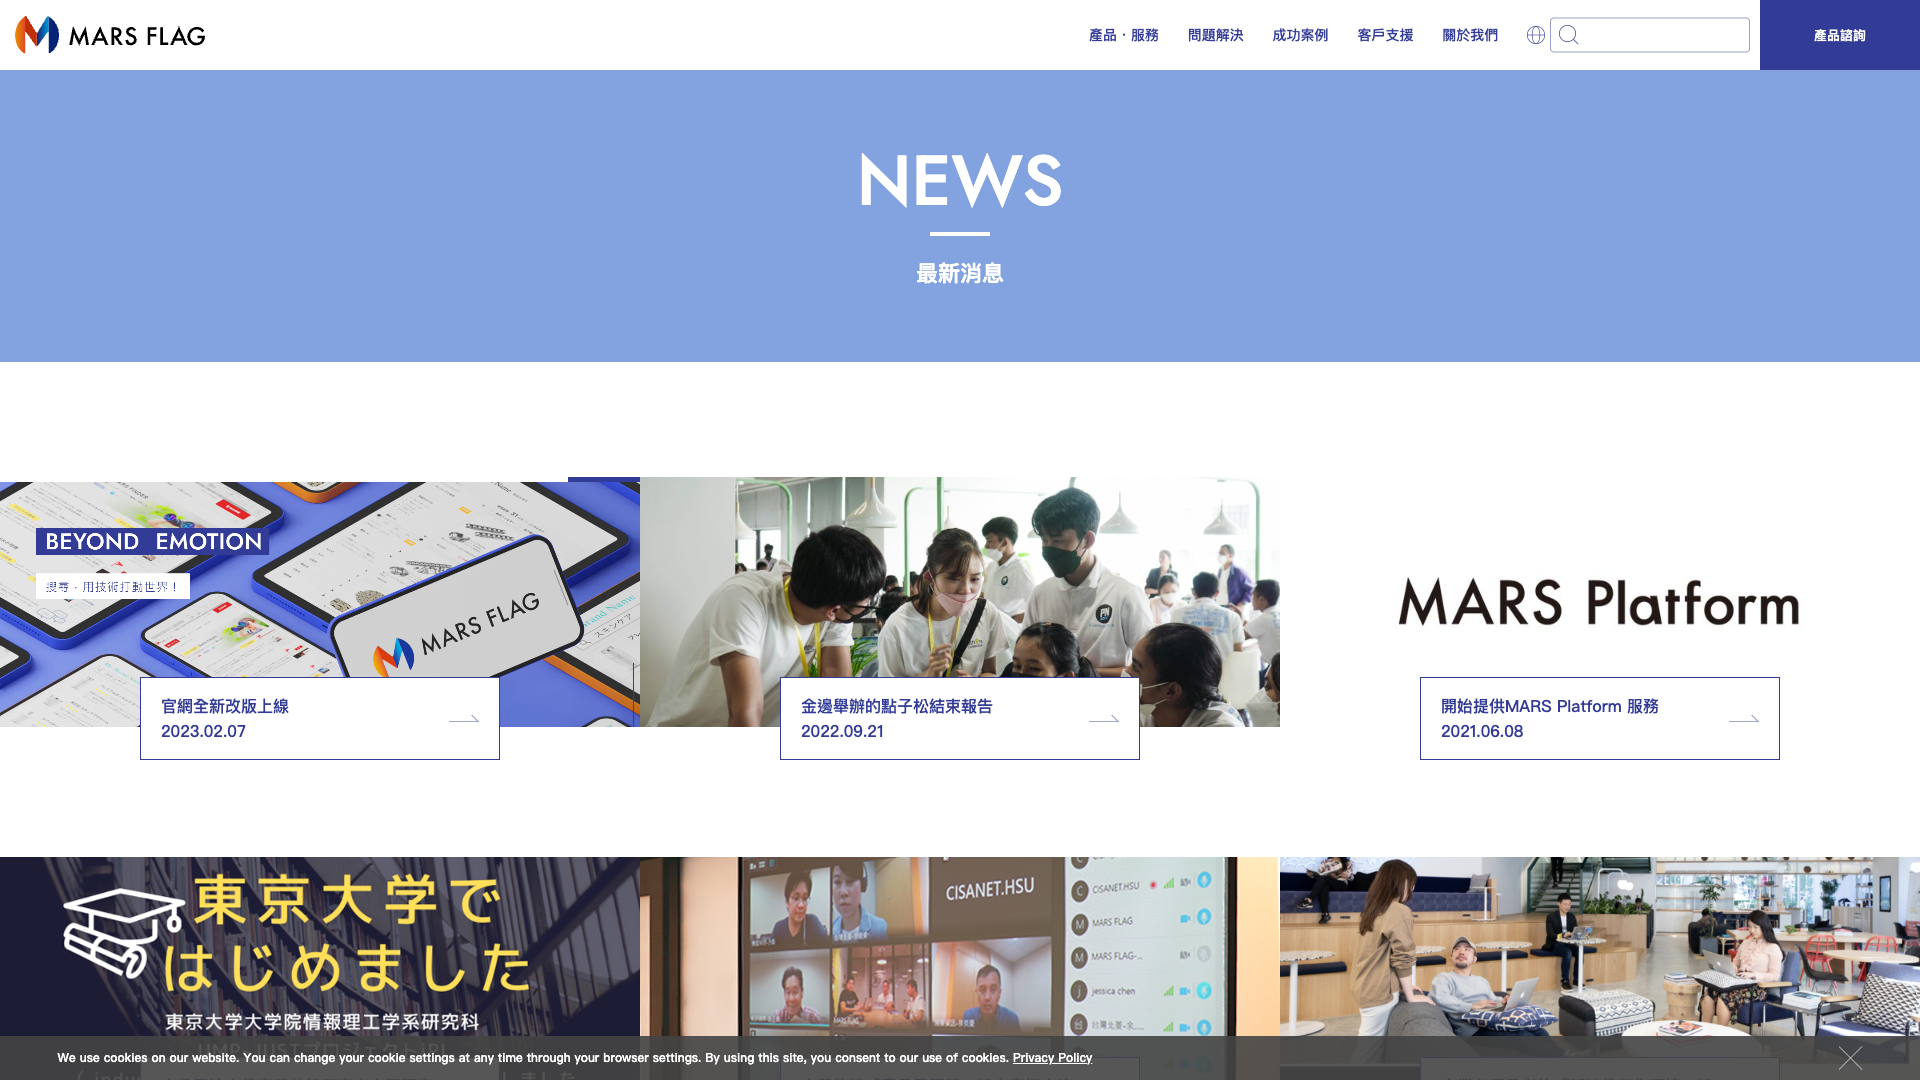 MARS FLAG
產品・服務
問題解決
成功案例
客戶支援
關於我們
產品諮詢
NEWS
最新消息
BEYOND EMOTION
搜尋・用技術打動世界！
MARS FLAG
官網全新改版上線
2023.02.07
金邊舉辦的點子松結束報告
2022.09.21
MARS Platform
開始提供MARS Platform 服務
2021.06.08
東京大学で
はじめました
東京大学大学院情報理工学系研究科
CISANET.HSU
CISANET.HSU
MARS FLAG
MARS FLAG-...
jessica chen
We use cookies on our website. You can change your cookie settings at any time through your browser settings. By using this site, you consent to our use of cookies. Privacy Policy